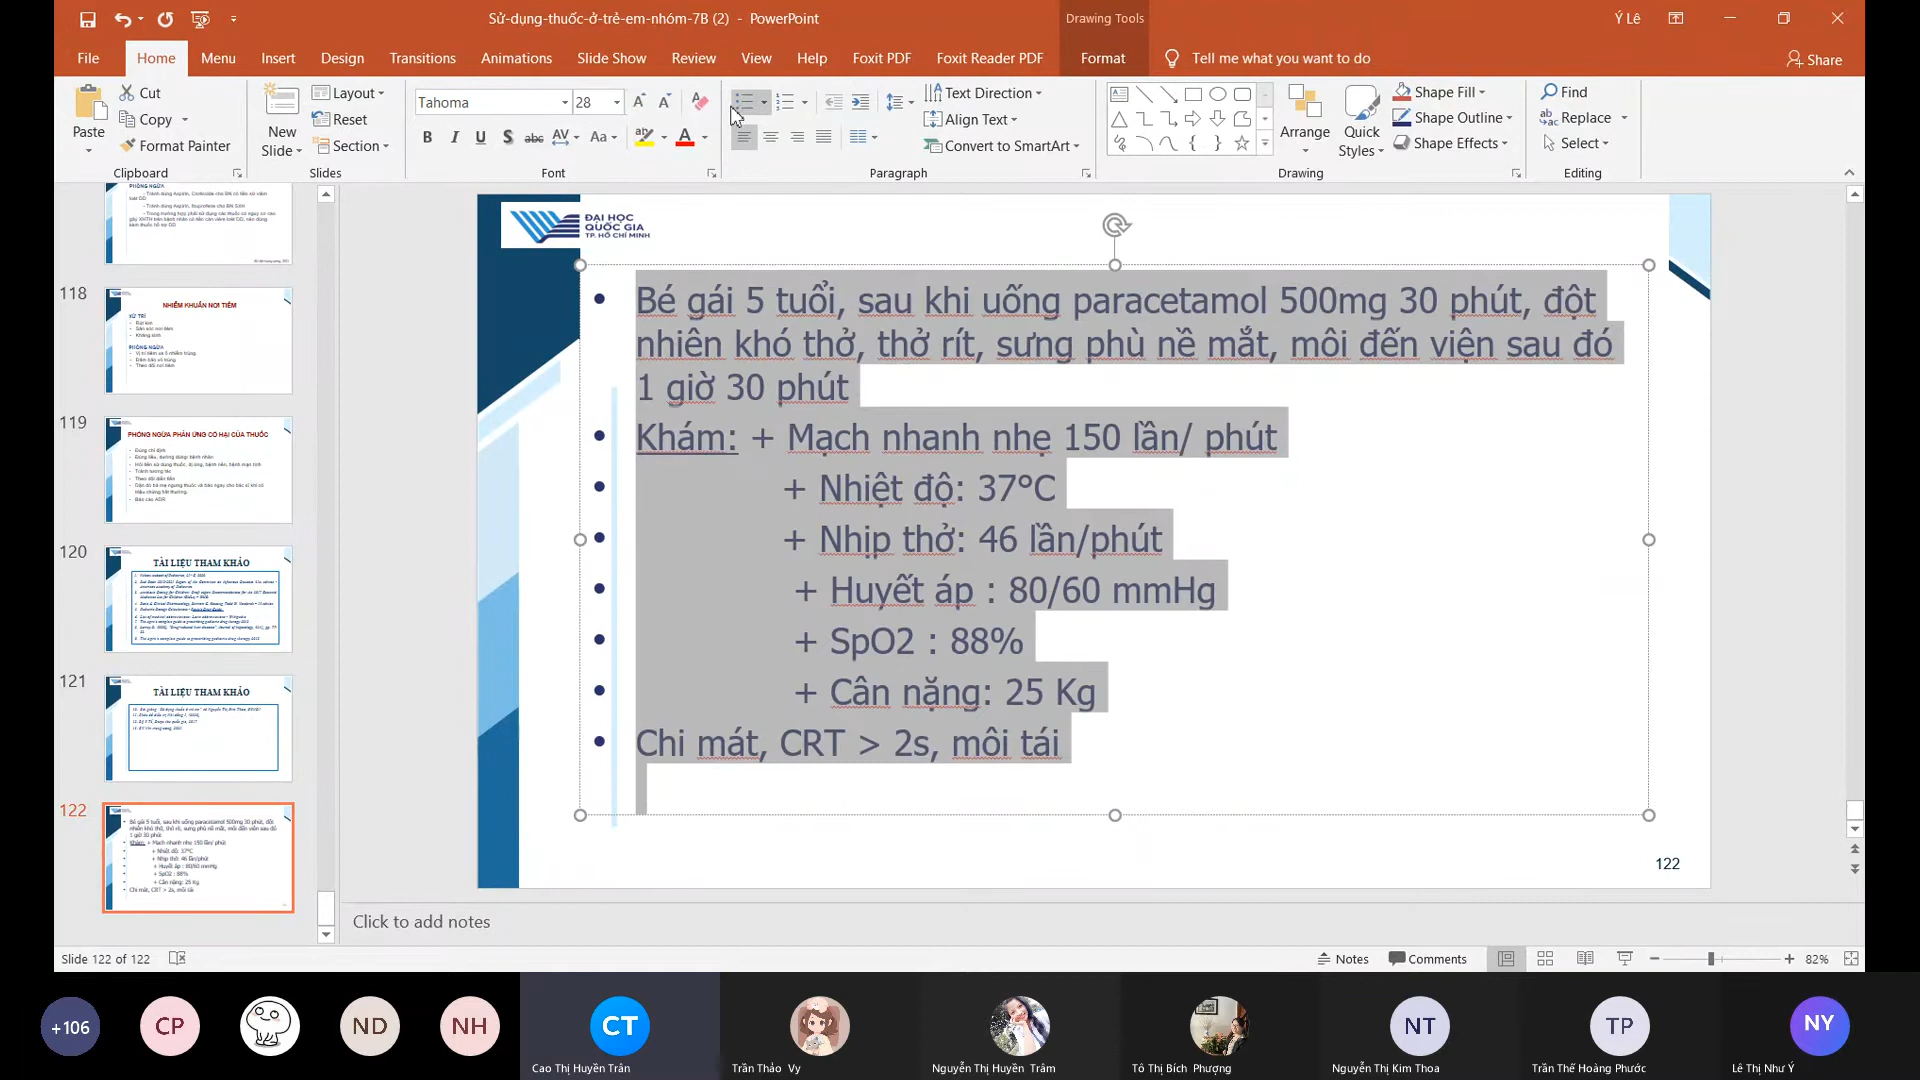 Sử-dụng-thuốc-ở-trẻ-em-nhóm-7B (2) - PowerPoint
Drawing Tools
Ý Lê
File Home Menu Insert Design Transitions Animations Slide Show Review View Help Foxit PDF Foxit Reader PDF Format Tell me what you want to do Share
Paste
Cut
Copy
Format Painter
Clipboard
New Slide
Layout
Reset
Section
Slides
Tahoma 28
Font
Text Direction
Align Text
Convert to SmartArt
Paragraph
Arrange
Quick Styles
Shape Fill
Shape Outline
Shape Effects
Drawing
Find
Replace
Select
Editing
PHÒNG NGỪA
118
NHIỄM KHUẨN NƠI TIÊM
XỬ TRÍ
PHÒNG NGỪA
119
PHÒNG NGỪA PHẢN ỨNG CÓ HẠI CỦA THUỐC
120
TÀI LIỆU THAM KHẢO
121
TÀI LIỆU THAM KHẢO
122
ĐẠI HỌC
QUỐC GIA
TP. HỒ CHÍ MINH
• Bé gái 5 tuổi, sau khi uống paracetamol 500mg 30 phút, đột
nhiên khó thở, thở rít, sưng phù nề mắt, môi đến viện sau đó
1 giờ 30 phút
• Khám: + Mạch nhanh nhẹ 150 lần/ phút
• + Nhiệt độ: 37°C
• + Nhịp thở: 46 lần/phút
• + Huyết áp : 80/60 mmHg
• + SpO2 : 88%
• + Cân nặng: 25 Kg
• Chi mát, CRT > 2s, môi tái
122
Click to add notes
Slide 122 of 122
Notes
Comments
82%
+106
CP
ND
NH
CT
NT
TP
NY
Cao Thị Huyền Trân
Trần Thảo Vy
Nguyễn Thị Huyền Trâm
Tô Thị Bích Phượng
Nguyễn Thị Kim Thoa
Trần Thế Hoàng Phước
Lê Thị Như Ý